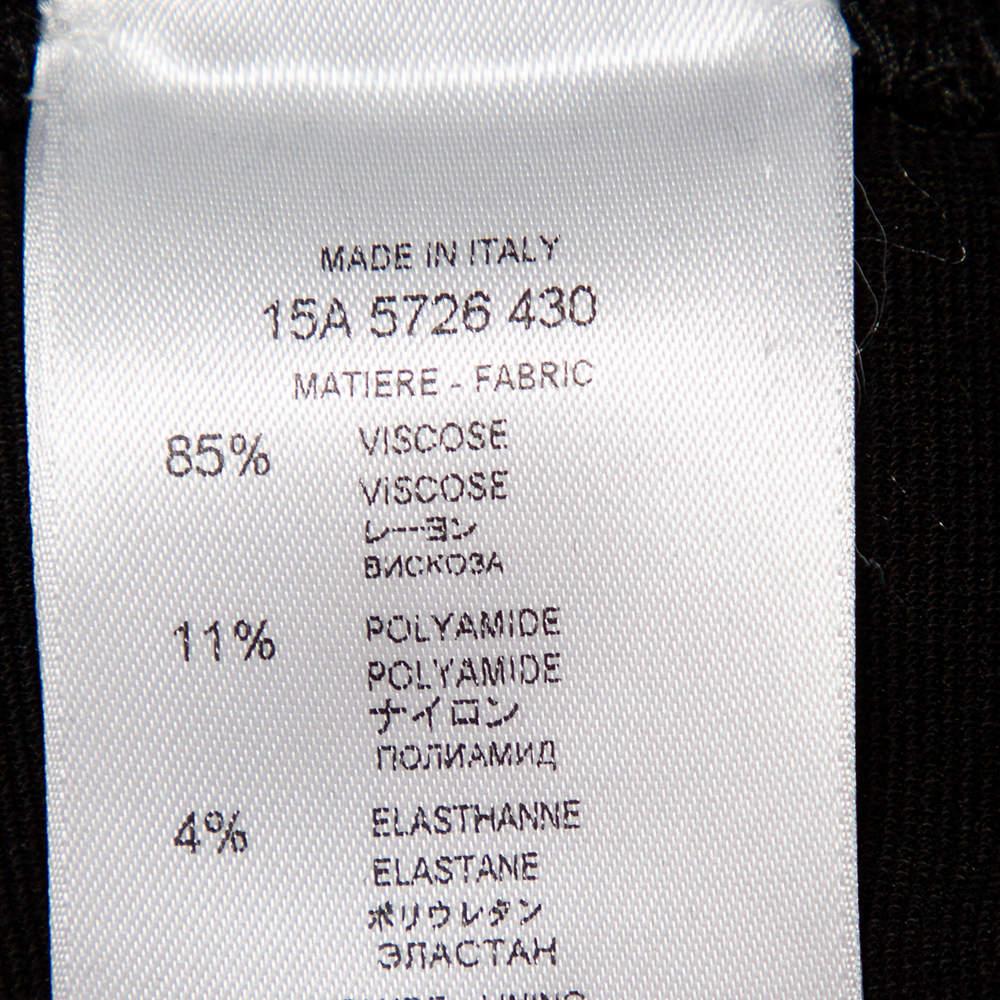 MADE IN ITALY
15A 5726 430
MATIERE - FABRIC
85% VISCOSE
VISCOSE
レーヨン
ВИСКОЗА
11% POLYAMIDE
POLYAMIDE
ナイロン
ПОЛИАМИД
4% ELASTHANNE
ELASTANE
ポリウレタン
ЭЛАСТАН
- LINING